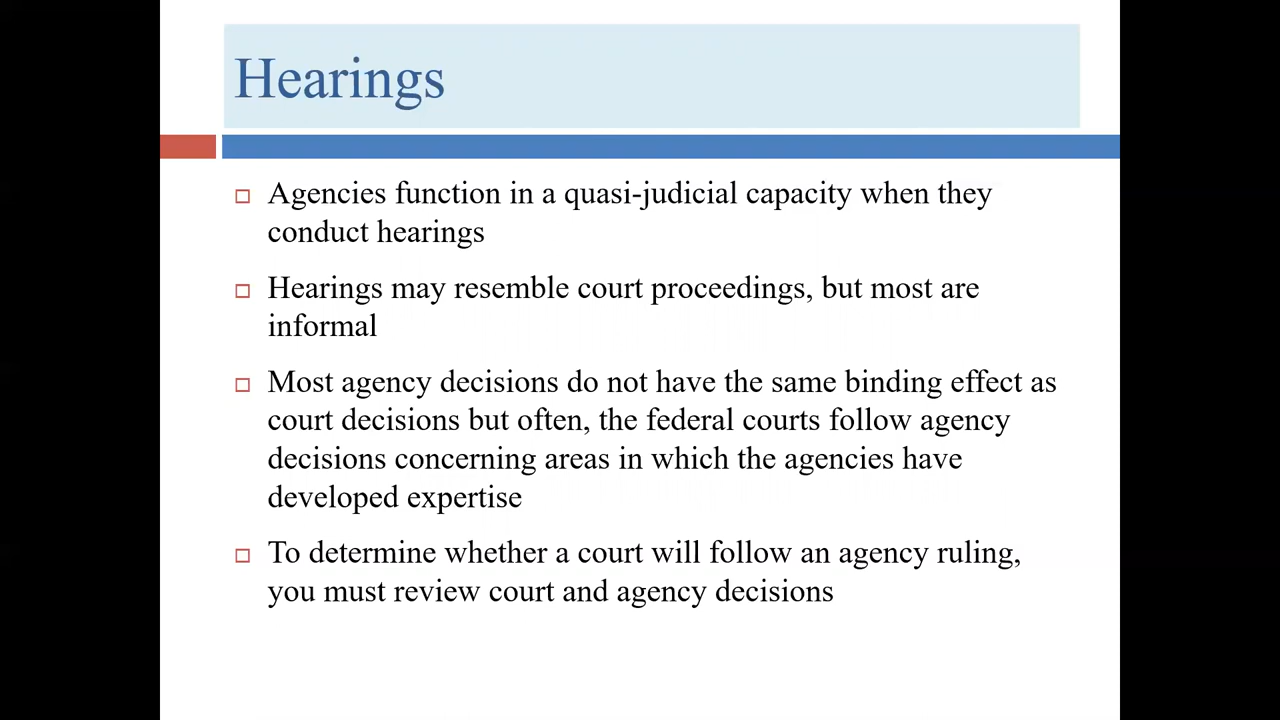 Hearings
Agencies function in a quasi-judicial capacity when they
conduct hearings
Hearings may resemble court proceedings, but most are
informal
Most agency decisions do not have the same binding effect as
court decisions but often, the federal courts follow agency
decisions concerning areas in which the agencies have
developed expertise
To determine whether a court will follow an agency ruling,
you must review court and agency decisions